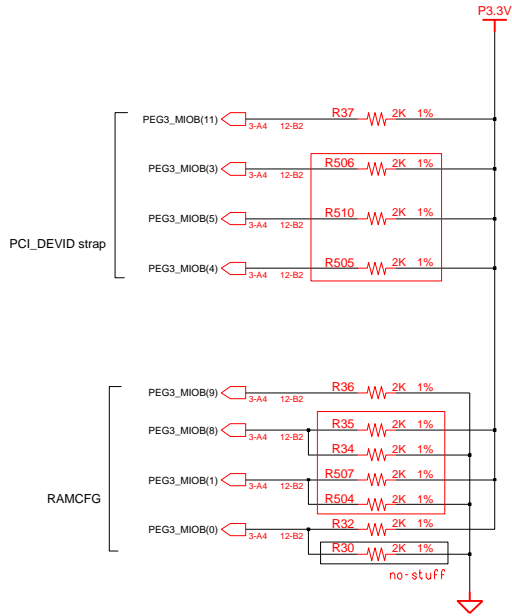 P3.3V
PEG3_MIOB(11) 3-A4 12-B2 R37 2K 1%
PEG3_MIOB(3) 3-A4 12-B2 R506 2K 1%
PEG3_MIOB(5) 3-A4 12-B2 R510 2K 1%
PCI_DEVID strap
PEG3_MIOB(4) 3-A4 12-B2 R505 2K 1%
PEG3_MIOB(9) 3-A4 12-B2 R36 2K 1%
PEG3_MIOB(8) 3-A4 12-B2 R35 2K 1%
R34 2K 1%
PEG3_MIOB(1) 3-A4 12-B2 R507 2K 1%
RAMCFG
R504 2K 1%
PEG3_MIOB(0) 3-A4 12-B2 R32 2K 1%
R30 2K 1%
no-stuff